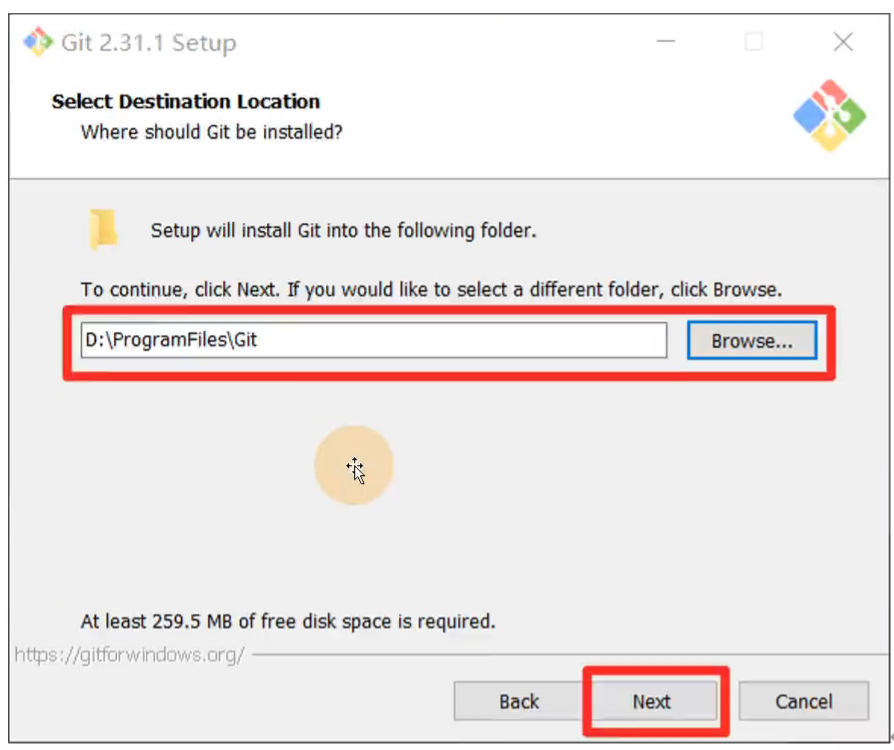 Git 2.31.1 Setup
Select Destination Location
Where should Git be installed?
Setup will install Git into the following folder.
To continue, click Next. If you would like to select a different folder, click Browse.
D:\ProgramFiles\Git
Browse...
At least 259.5 MB of free disk space is required.
https://gitforwindows.org/
Back Next Cancel